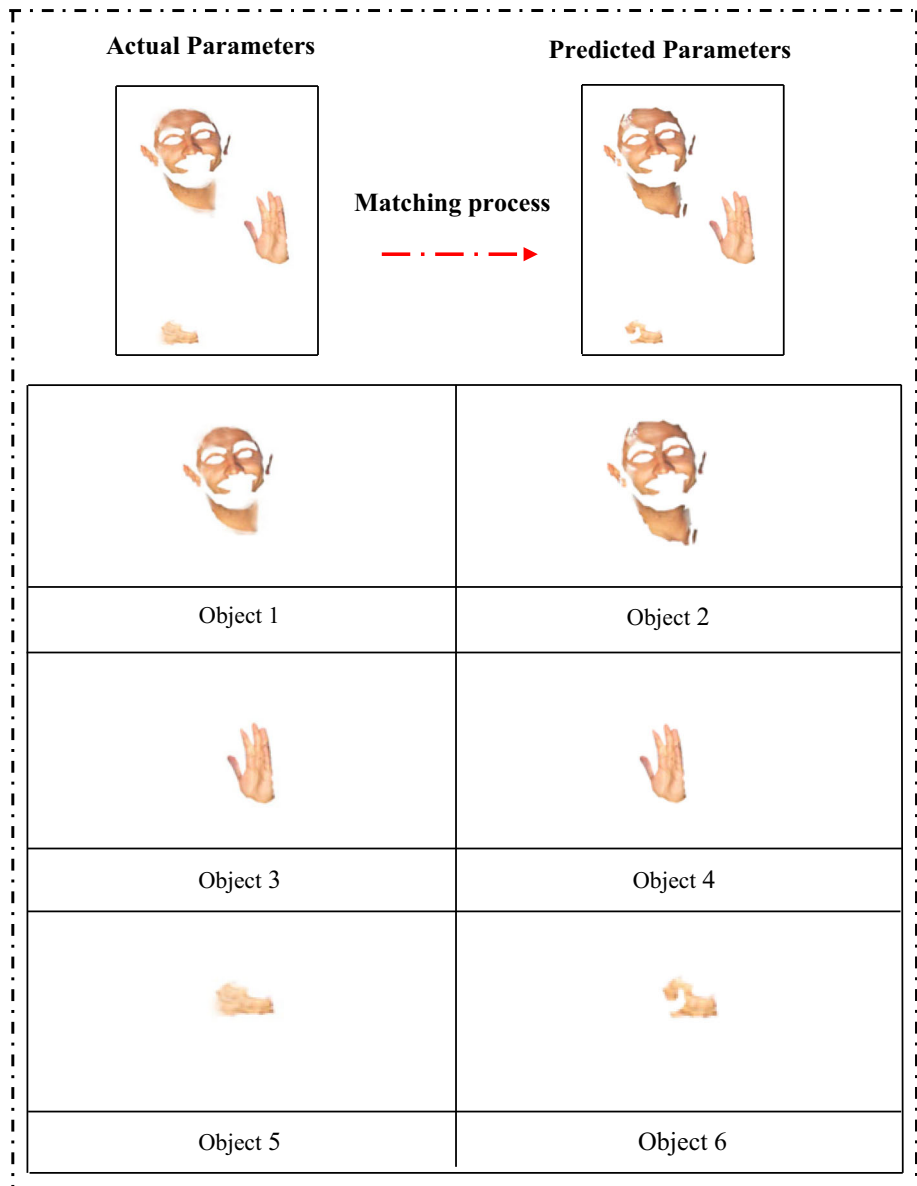 Actual Parameters
Predicted Parameters
Matching process
Object 1
Object 2
Object 3
Object 4
Object 5
Object 6